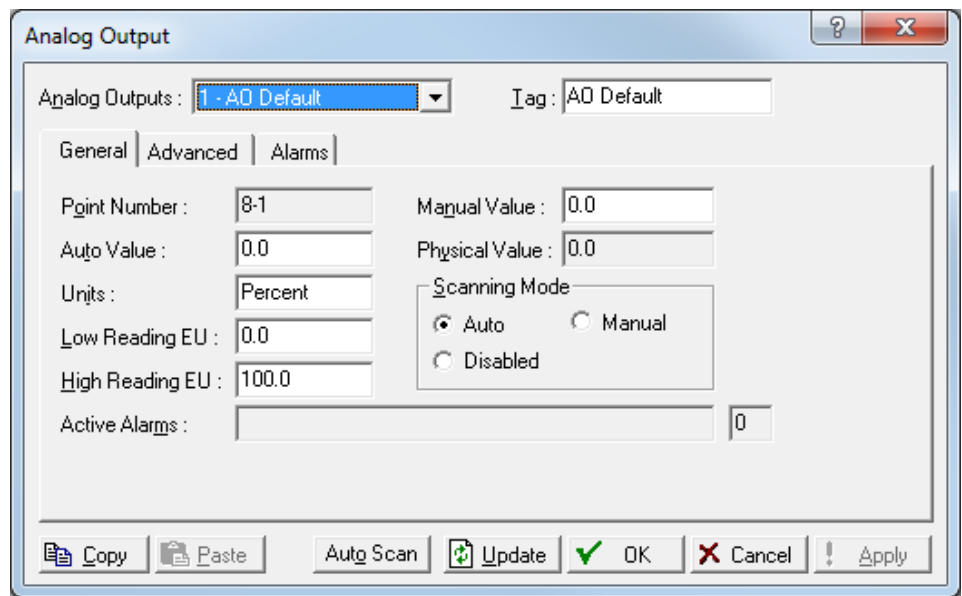 Analog Output
Analog Outputs : 1 - AO Default Tag : AO Default
General Advanced Alarms
Point Number : 8-1 Manual Value : 0.0
Auto Value : 0.0 Physical Value : 0.0
Units : Percent Scanning Mode
Low Reading EU : 0.0 Auto Manual
High Reading EU : 100.0 Disabled
Active Alarms : 0
Copy Paste Auto Scan Update OK Cancel Apply